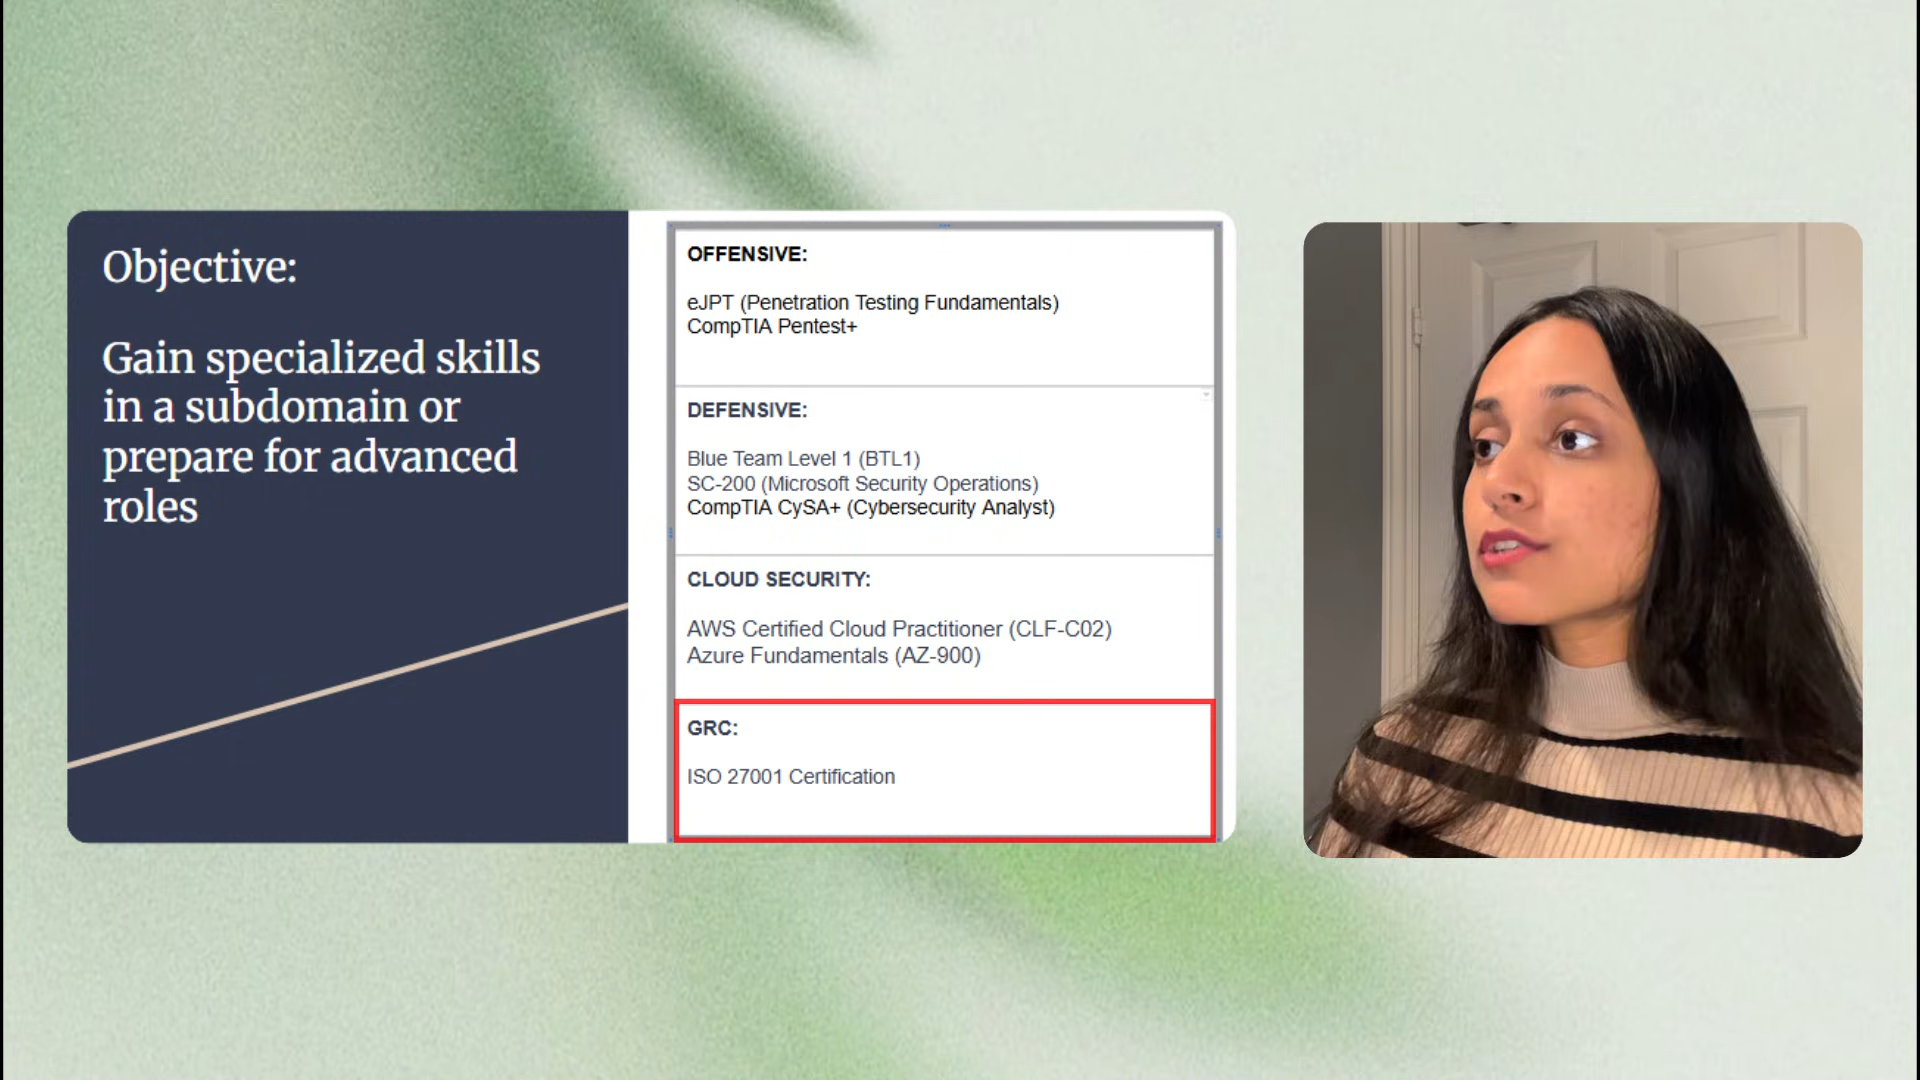 Objective:
Gain specialized skills
in a subdomain or
prepare for advanced
roles
OFFENSIVE:
eJPT (Penetration Testing Fundamentals)
CompTIA Pentest+
DEFENSIVE:
Blue Team Level 1 (BTL1)
SC-200 (Microsoft Security Operations)
CompTIA CySA+ (Cybersecurity Analyst)
CLOUD SECURITY:
AWS Certified Cloud Practitioner (CLF-C02)
Azure Fundamentals (AZ-900)
GRC:
ISO 27001 Certification